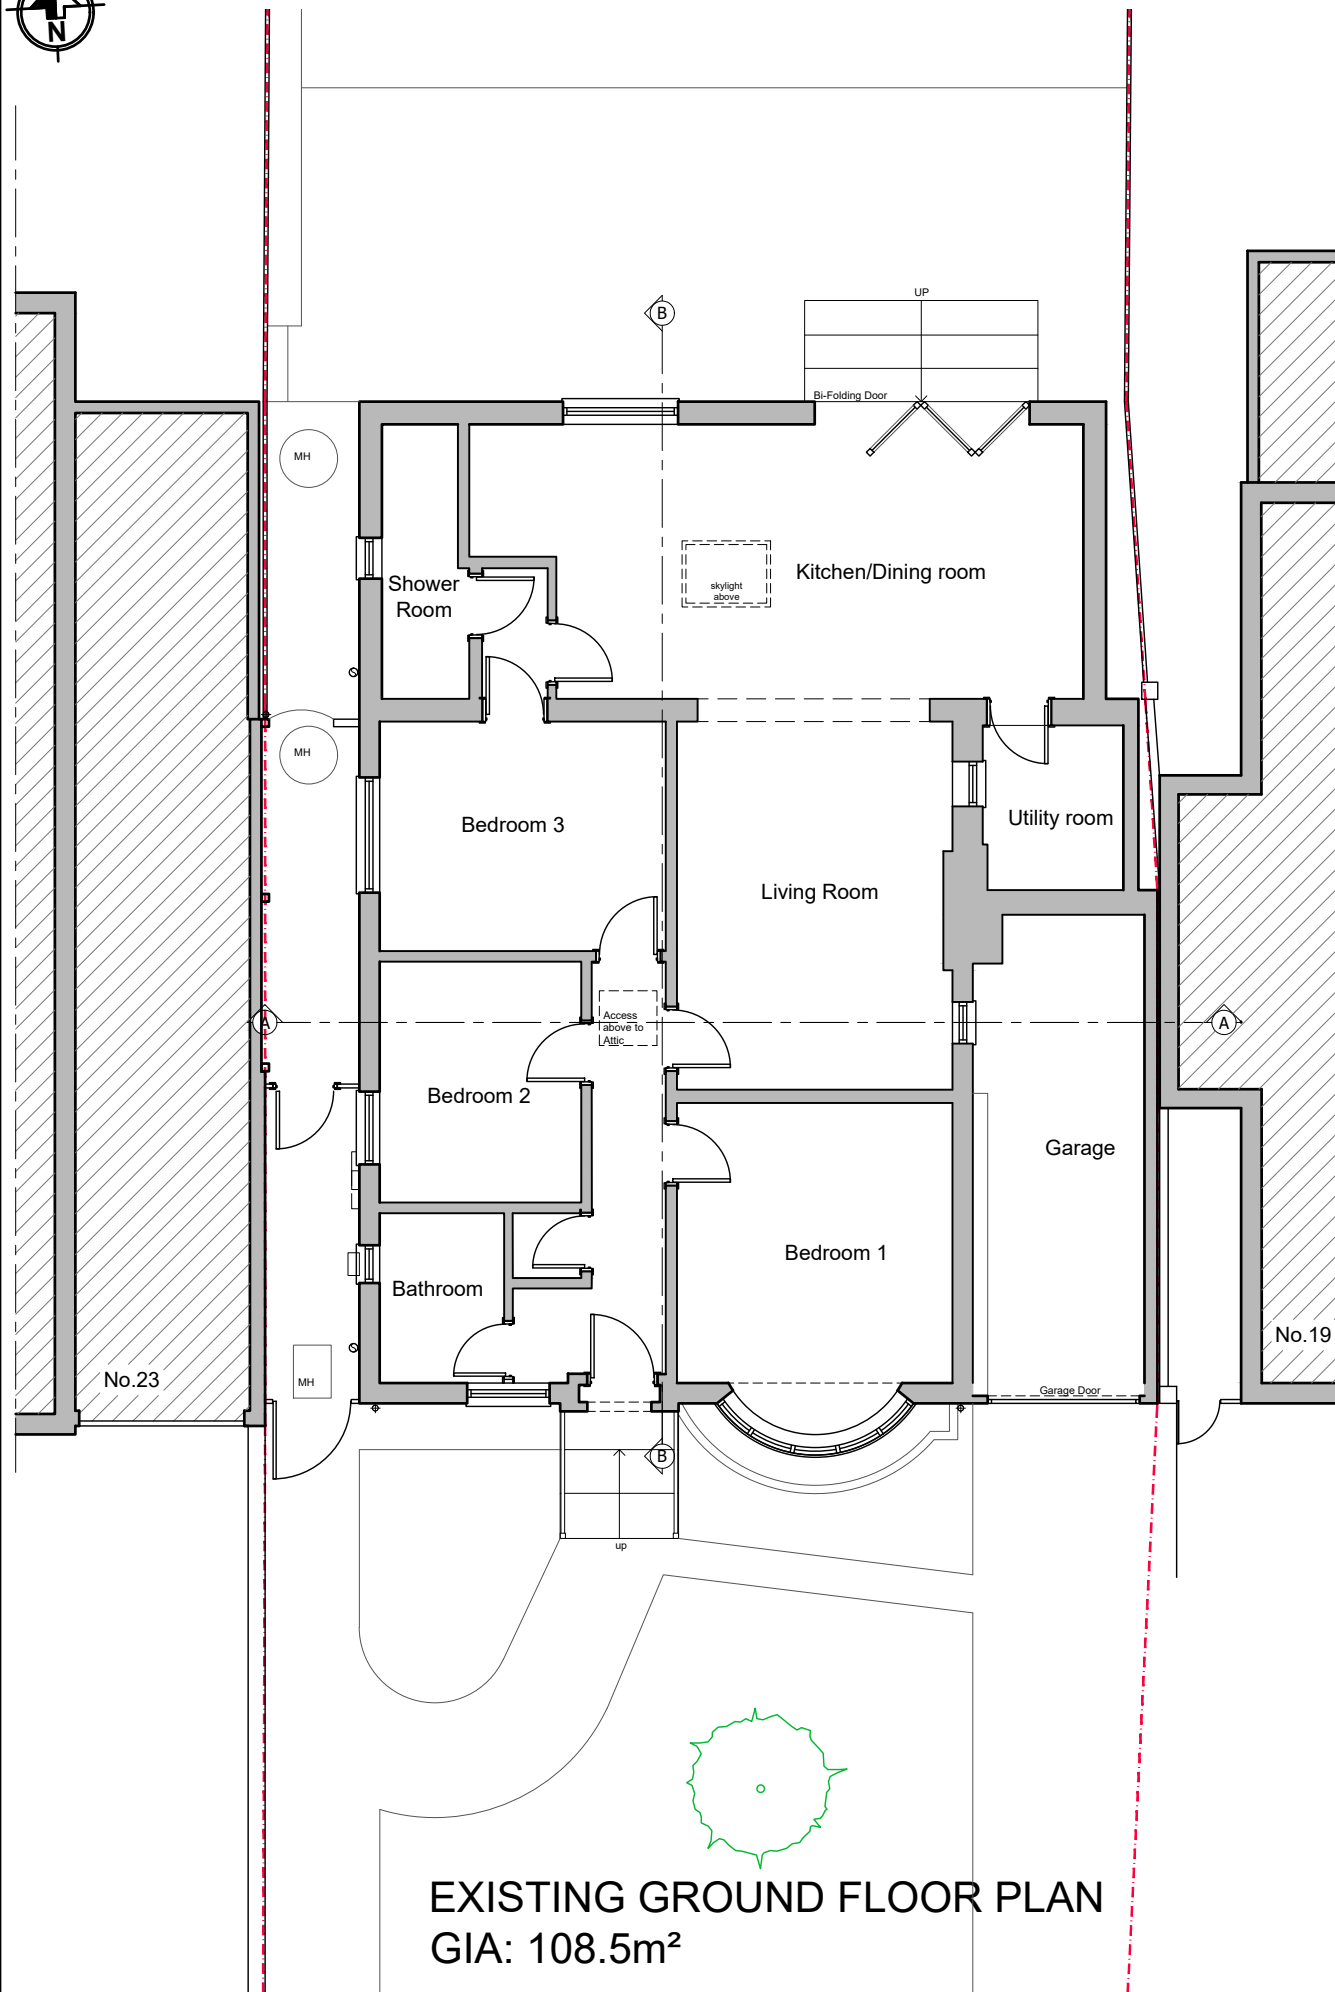 N
UP
B
Bi-Folding Door
MH
Shower
Room
skylight
above
Kitchen/Dining room
MH
Bedroom 3
Utility room
Living Room
A
Access
above to
Attic
A
Bedroom 2
Garage
Bedroom 1
Bathroom
No.19
No.23
MH
Garage Door
B
up
EXISTING GROUND FLOOR PLAN
GIA: 108.5m²